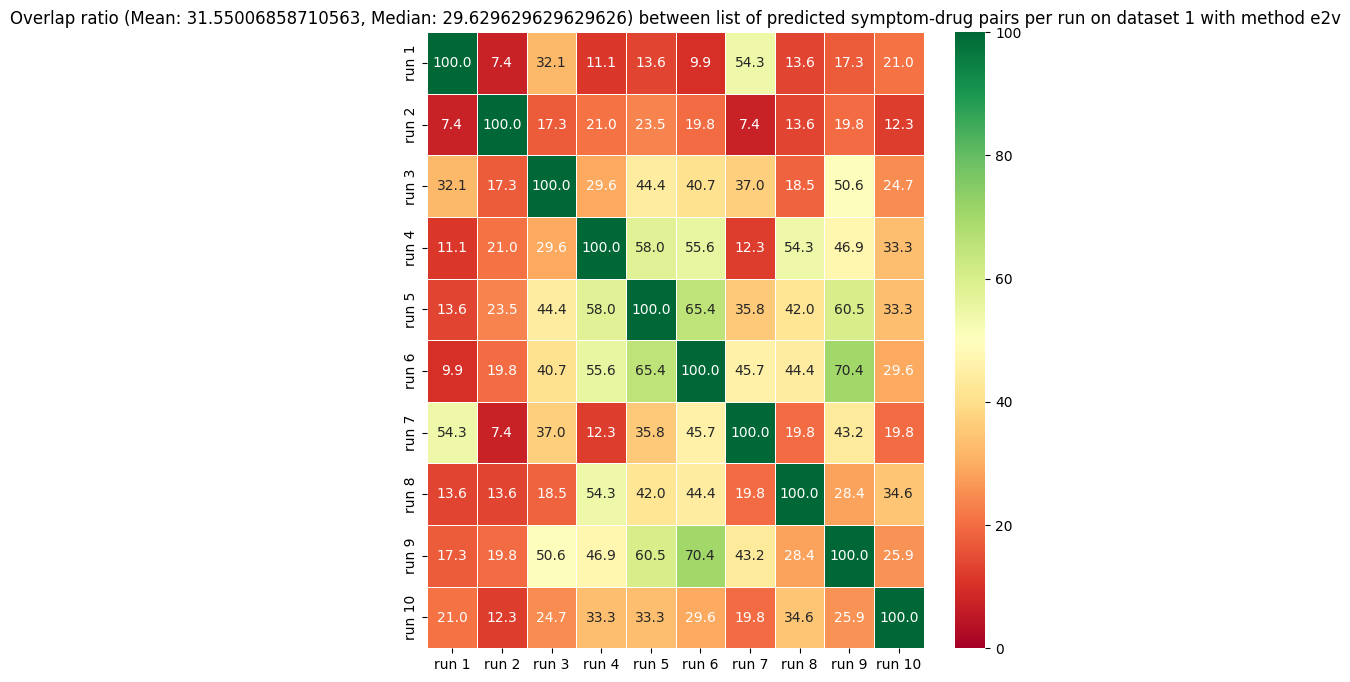 Overlap ratio (Mean: 31.55006858710563, Median: 29.629629629629626) between list of predicted symptom-drug pairs per run on dataset 1 with method e2v
run 1 100.0 7.4 32.1 11.1 13.6 9.9 54.3 13.6 17.3 21.0
run 2 7.4 100.0 17.3 21.0 23.5 19.8 7.4 13.6 19.8 12.3
run 3 32.1 17.3 100.0 29.6 44.4 40.7 37.0 18.5 50.6 24.7
run 4 11.1 21.0 29.6 100.0 58.0 55.6 12.3 54.3 46.9 33.3
run 5 13.6 23.5 44.4 58.0 100.0 65.4 35.8 42.0 60.5 33.3
run 6 9.9 19.8 40.7 55.6 65.4 100.0 45.7 44.4 70.4 29.6
run 7 54.3 7.4 37.0 12.3 35.8 45.7 100.0 19.8 43.2 19.8
run 8 13.6 13.6 18.5 54.3 42.0 44.4 19.8 100.0 28.4 34.6
run 9 17.3 19.8 50.6 46.9 60.5 70.4 43.2 28.4 100.0 25.9
run 10 21.0 12.3 24.7 33.3 33.3 29.6 19.8 34.6 25.9 100.0
run 1 run 2 run 3 run 4 run 5 run 6 run 7 run 8 run 9 run 10
100
80
60
40
20
0